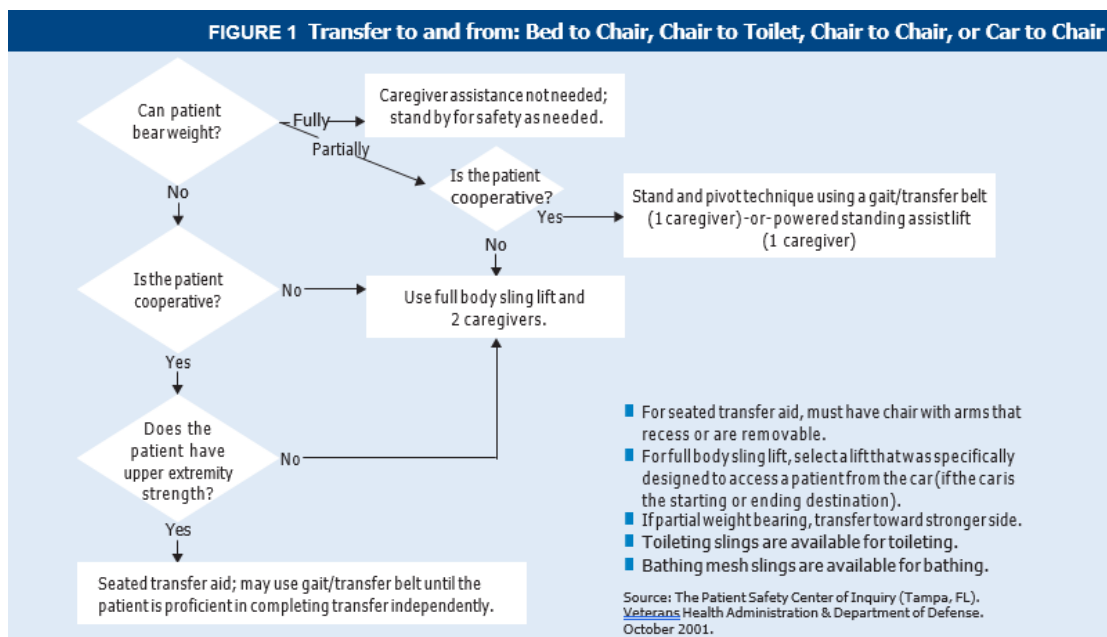 FIGURE 1 Transfer to and from: Bed to Chair, Chair to Toilet, Chair to Chair, or Car to Chair
Can patient
bear weight?
Fully
Caregiver assistance not needed;
stand by for safety as needed.
Partially
Is the patient
cooperative?
Yes
Stand and pivot technique using a gait/transfer belt
(1 caregiver)-or-powered standing assist lift
(1 caregiver)
No
No
Is the patient
cooperative?
No
Use full body sling lift and
2 caregivers.
Yes
Does the
patient have
upper extremity
strength?
No
Yes
Seated transfer aid; may use gait/transfer belt until the
patient is proficient in completing transfer independently.
For seated transfer aid, must have chair with arms that
recess or are removable.
For full body sling lift, select a lift that was specifically
designed to access a patient from the car (if the car is
the starting or ending destination).
If partial weight bearing, transfer toward stronger side.
Toileting slings are available for toileting.
Bathing mesh slings are available for bathing.
Source: The Patient Safety Center of Inquiry (Tampa, FL).
Veterans Health Administration & Department of Defense.
October 2001.